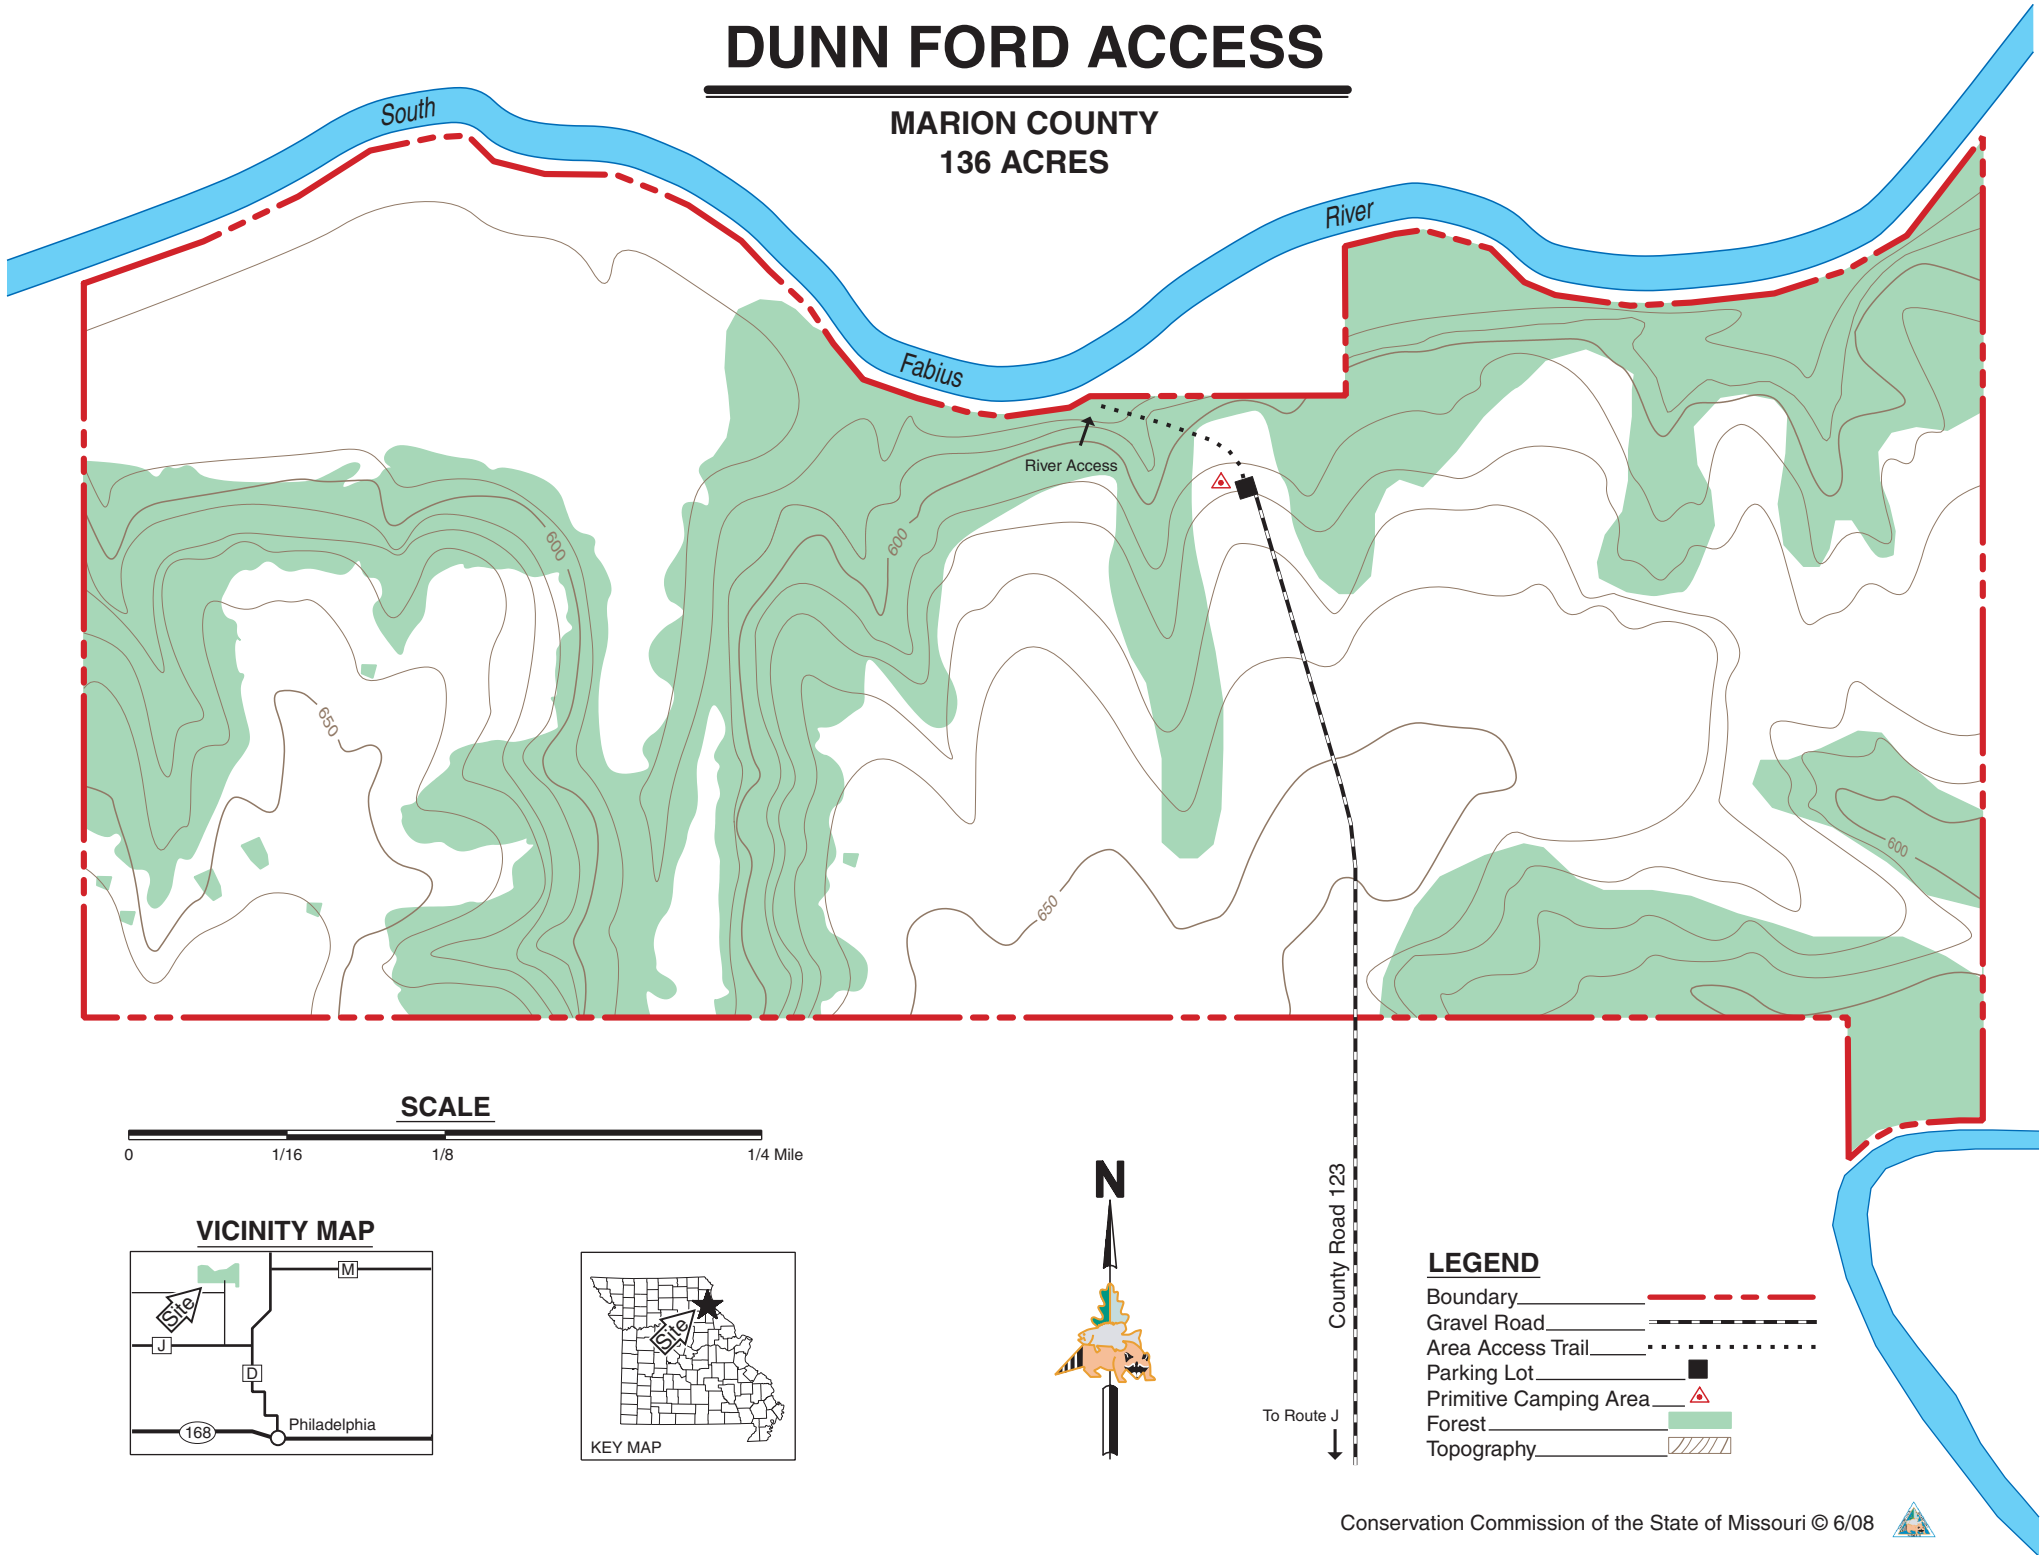 DUNN FORD ACCESS
MARION COUNTY
136 ACRES
South
River
Fabius
River Access
600
600
650
650
600
SCALE
0 1/16 1/8 1/4 Mile
VICINITY MAP
M
Site
J
D
Philadelphia
168
Site
KEY MAP
N
County Road 123
To Route J
LEGEND
Boundary
Gravel Road
Area Access Trail
Parking Lot
Primitive Camping Area
Forest
Topography
Conservation Commission of the State of Missouri © 6/08